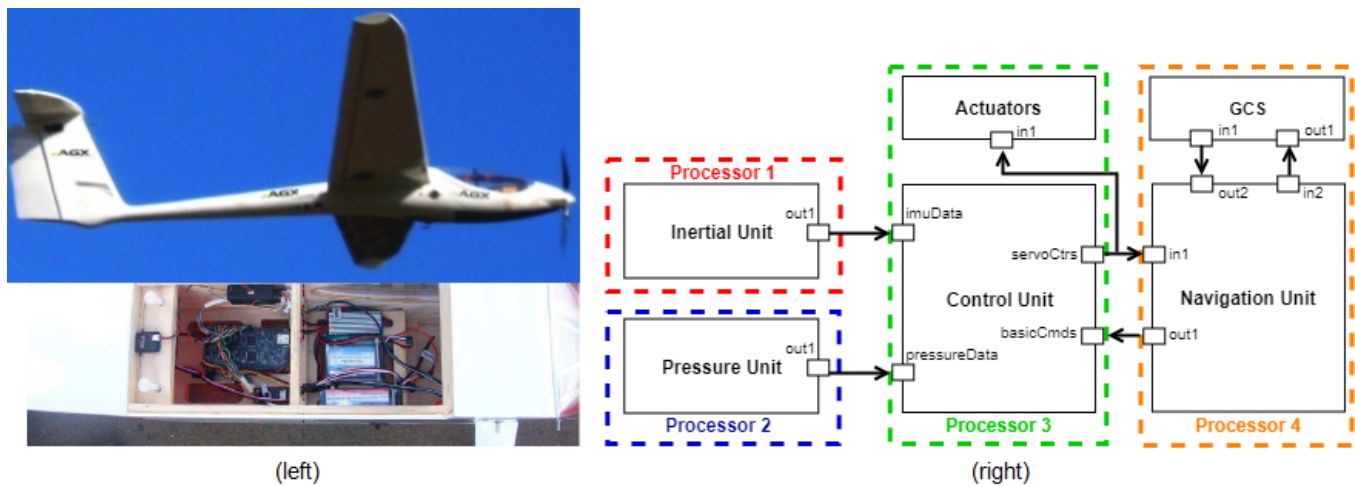 AGX
AGX
AGX
Processor 1
Inertial Unit
out1
Processor 2
Pressure Unit
out1
Processor 3
Actuators
in1
imuData
servoCtrs
Control Unit
basicCmds
pressureData
Processor 4
GCS
in1
out1
out2
in2
in1
Navigation Unit
out1
(left)
(right)